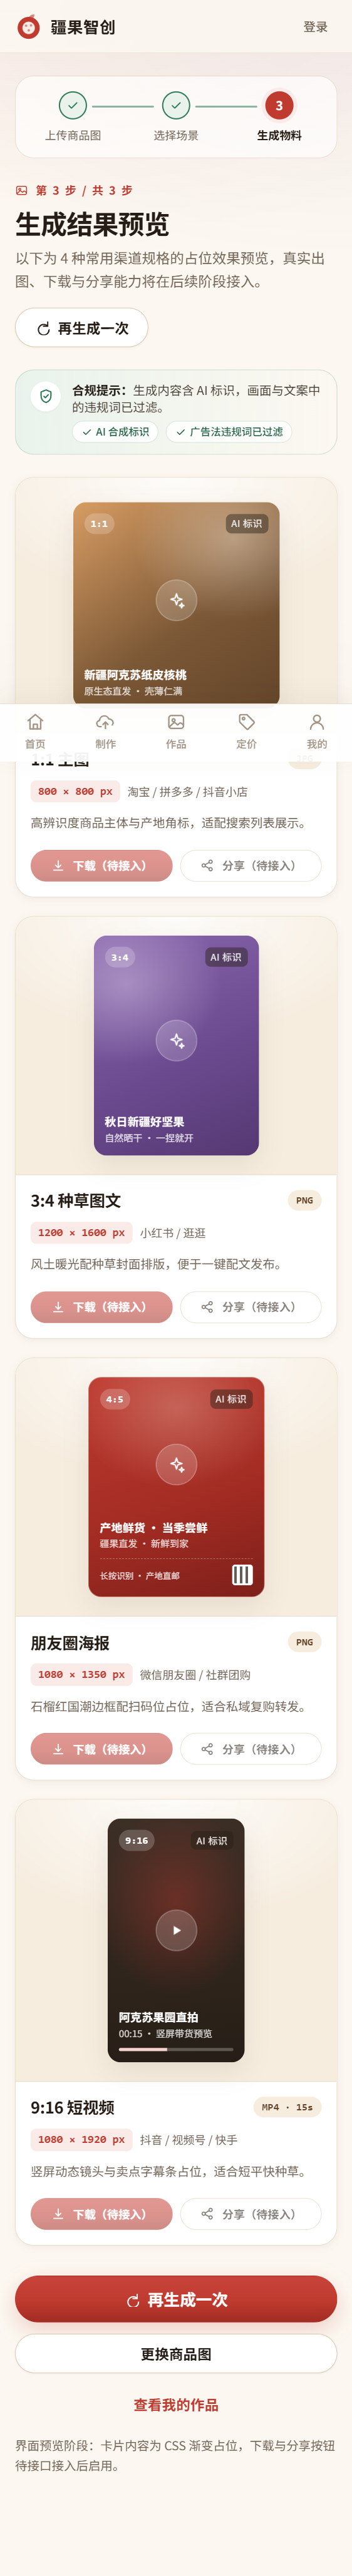 疆果智创
登录
3
上传商品图
选择场景
生成物料
第 3 步 / 共 3 步
生成结果预览
以下为 4 种常用渠道规格的占位效果预览，真实出
图、下载与分享能力将在后续阶段接入。
再生成一次
合规提示：生成内容含 AI 标识，画面与文案中
的违规词已过滤。
AI 合成标识
广告法违规词已过滤
1:1
AI 标识
新疆阿克苏纸皮核桃
原生态直发 · 壳薄仁满
首页
制作
作品
定价
我的
1:1 主图
800 × 800 px
淘宝 / 拼多多 / 抖音小店
高辨识度商品主体与产地角标，适配搜索列表展示。
下载（待接入）
分享（待接入）
3:4
AI 标识
秋日新疆好坚果
自然晒干 · 一捏就开
3:4 种草图文
PNG
1200 × 1600 px
小红书 / 逛逛
风土暖光配种草封面排版，便于一键配文发布。
下载（待接入）
分享（待接入）
4:5
AI 标识
产地鲜货 · 当季尝鲜
疆果直发 · 新鲜到家
长按识别 · 产地直邮
朋友圈海报
PNG
1080 × 1350 px
微信朋友圈 / 社群团购
石榴红国潮边框配扫码位占位，适合私域复购转发。
下载（待接入）
分享（待接入）
9:16
AI 标识
阿克苏果园直拍
00:15 · 竖屏带货预览
9:16 短视频
MP4 · 15s
1080 × 1920 px
抖音 / 视频号 / 快手
竖屏动态镜头与卖点字幕条占位，适合短平快种草。
下载（待接入）
分享（待接入）
再生成一次
更换商品图
查看我的作品
界面预览阶段：卡片内容为 CSS 渐变占位，下载与分享按钮
待接口接入后启用。